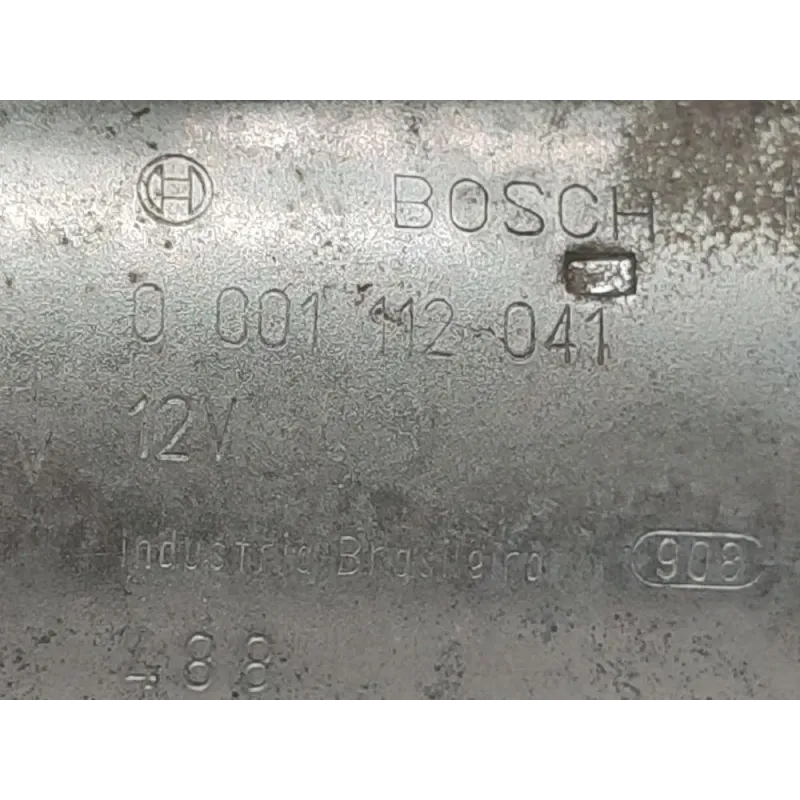 BOSCH
0 001 112 041
12V
Industria Brasileira 908
488